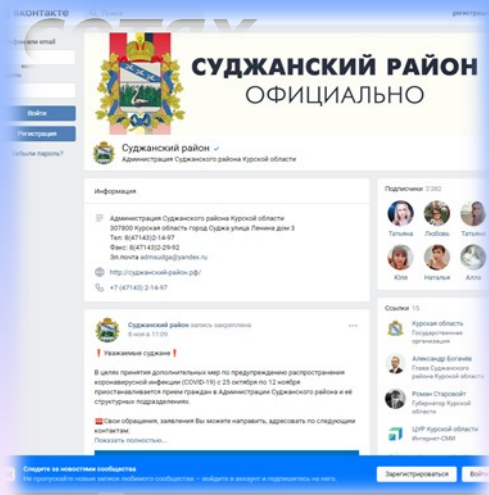 вконтакте
Поиск
СУДЖАНСКИЙ РАЙОН
ОФИЦИАЛЬНО
Войти
Регистрация
Забыли пароль?
Суджанский район
Администрация Суджанского района Курской области
Информация
Администрация Суджанского района Курской области
307800 Курская область город Суджа улица Ленина дом 3
Тел: 8(47143)2-14-97
Факс: 8(47143)2-29-92
Эл.почта admsudga@yandex.ru
http://суджанский-район.рф/
+7 (47143) 2-14-97
Подписчики 2 382
Татьяна Любовь Татьяна
Юля Наталья Алла
Ссылки 15
Курская область
Государственная
организация
Александр Богачёв
Глава Суджанского
района Курской области
Роман Старовойт
Губернатор Курской
области
ЦУР Курской области
Интернет-СМИ
Суджанский район запись закреплена
8 ноя в 11:09
❗ Уважаемые суджане ❗
В целях принятия дополнительных мер по предупреждению распространения
коронавирусной инфекции (COVID-19) с 25 октября по 12 ноября
приостанавливается прием граждан в Администрации Суджанского района и её
структурных подразделениях.
Свои обращения, заявления Вы можете направить, адресовать по следующим
контактам:
Показать полностью...
Следите за новостями сообщества
Не пропускайте новые записи любимого сообщества — войдите в аккаунт и подпишитесь на него.
Зарегистрироваться
Войти